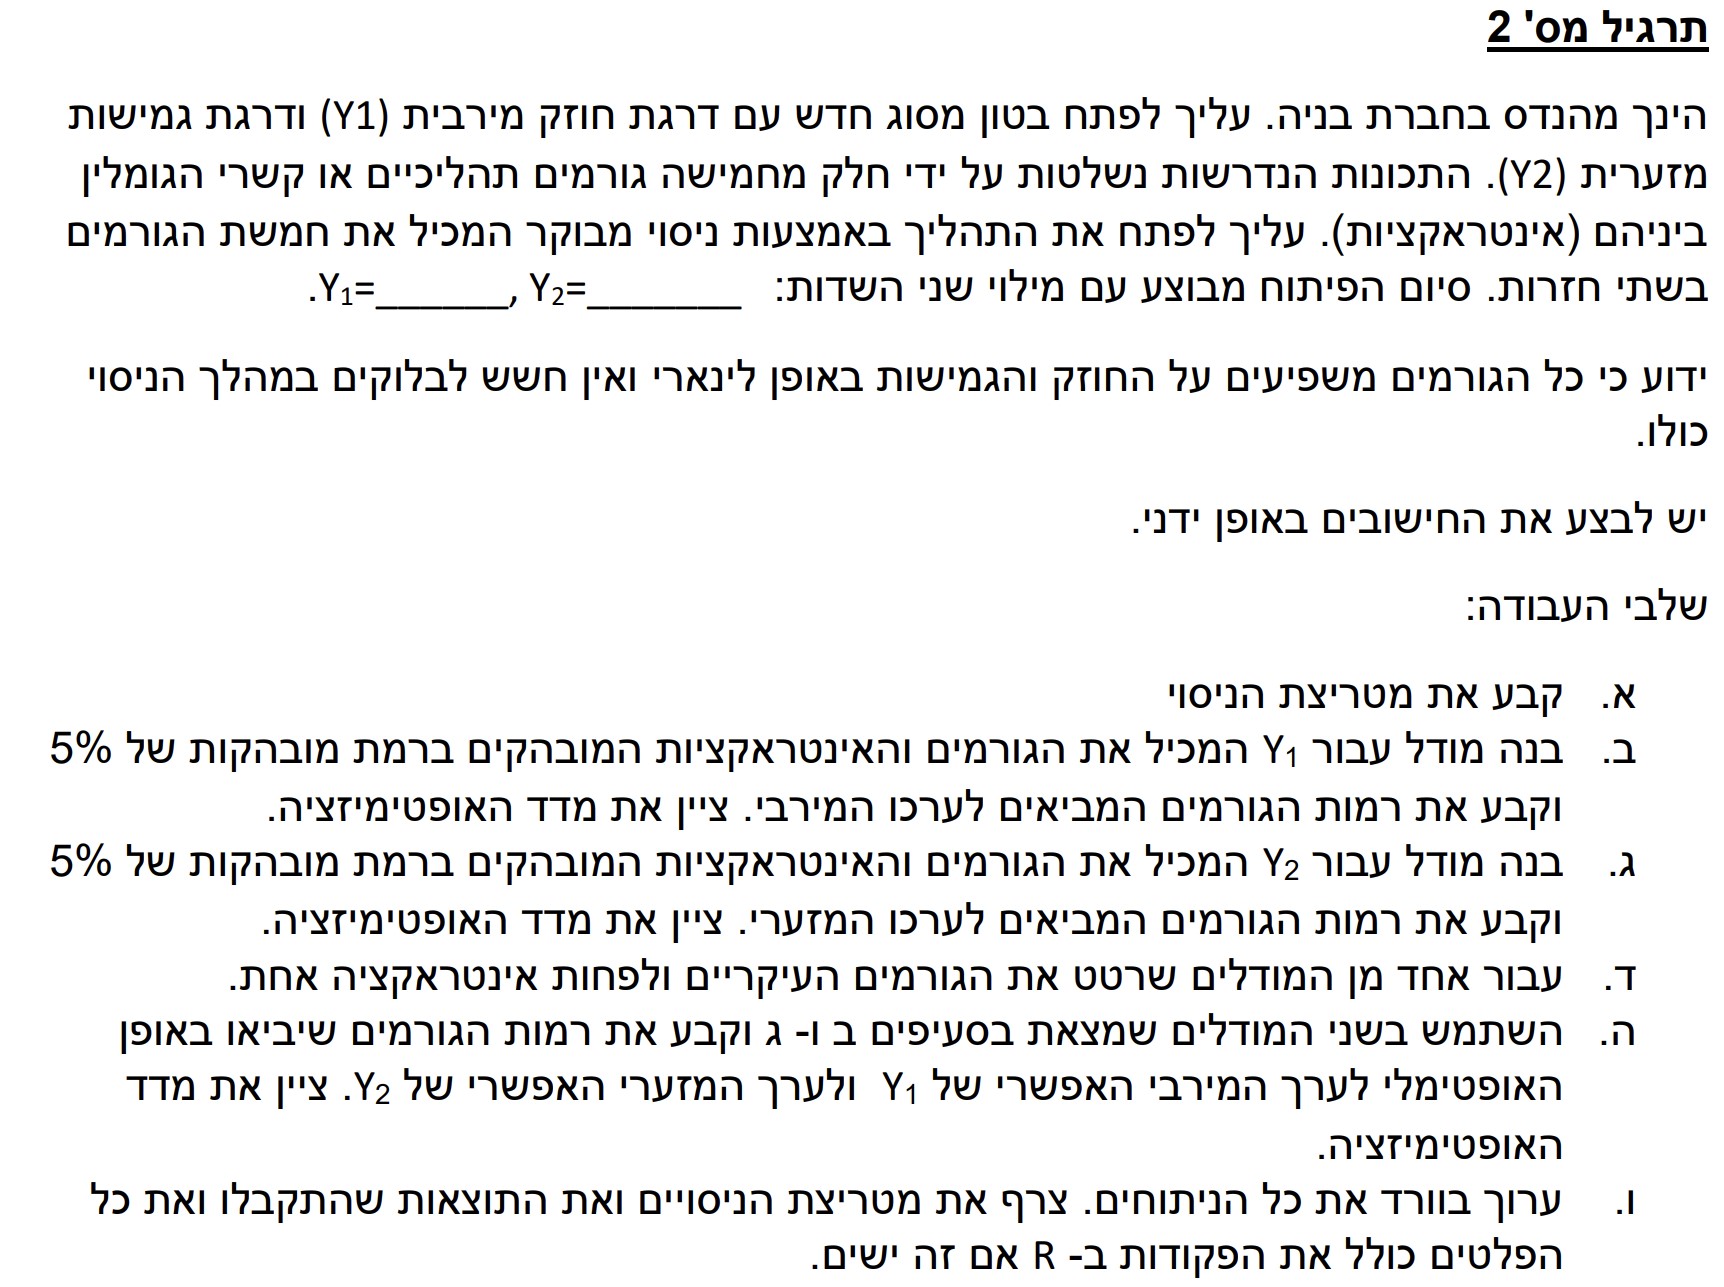 תרגיל מס' 2
הינך מהנדס בחברת בניה. עליך לפתח בטון מסוג חדש עם דרגת חוזק מירבית (Y1) ודרגת גמישות
מזערית (Y2). התכונות הנדרשות נשלטות על ידי חלק מחמישה גורמים תהליכיים או קשרי הגומלין
ביניהם (אינטראקציות). עליך לפתח את התהליך באמצעות ניסוי מבוקר המכיל את חמשת הגורמים
בשתי חזרות. סיום הפיתוח מבוצע עם מילוי שני השדות: Y₁=______, Y₂=_______.
ידוע כי כל הגורמים משפיעים על החוזק והגמישות באופן לינארי ואין חשש לבלוקים במהלך הניסוי
כולו.
יש לבצע את החישובים באופן ידני.
שלבי העבודה:
א. קבע את מטריצת הניסוי
ב. בנה מודל עבור Y₁ המכיל את הגורמים והאינטראקציות המובהקים ברמת מובהקות של 5%
וקבע את רמות הגורמים המביאים לערכו המירבי. ציין את מדד האופטימיזציה.
ג. בנה מודל עבור Y₂ המכיל את הגורמים והאינטראקציות המובהקים ברמת מובהקות של 5%
וקבע את רמות הגורמים המביאים לערכו המזערי. ציין את מדד האופטימיזציה.
ד. עבור אחד מן המודלים שרטט את הגורמים העיקריים ולפחות אינטראקציה אחת.
ה. השתמש בשני המודלים שמצאת בסעיפים ב ו- ג וקבע את רמות הגורמים שיביאו באופן
האופטימלי לערך המירבי האפשרי של Y₁ ולערך המזערי האפשרי של Y₂. ציין את מדד
האופטימיזציה.
ו. ערוך בוורד את כל הניתוחים. צרף את מטריצת הניסויים ואת התוצאות שהתקבלו ואת כל
הפלטים כולל את הפקודות ב- R אם זה ישים.